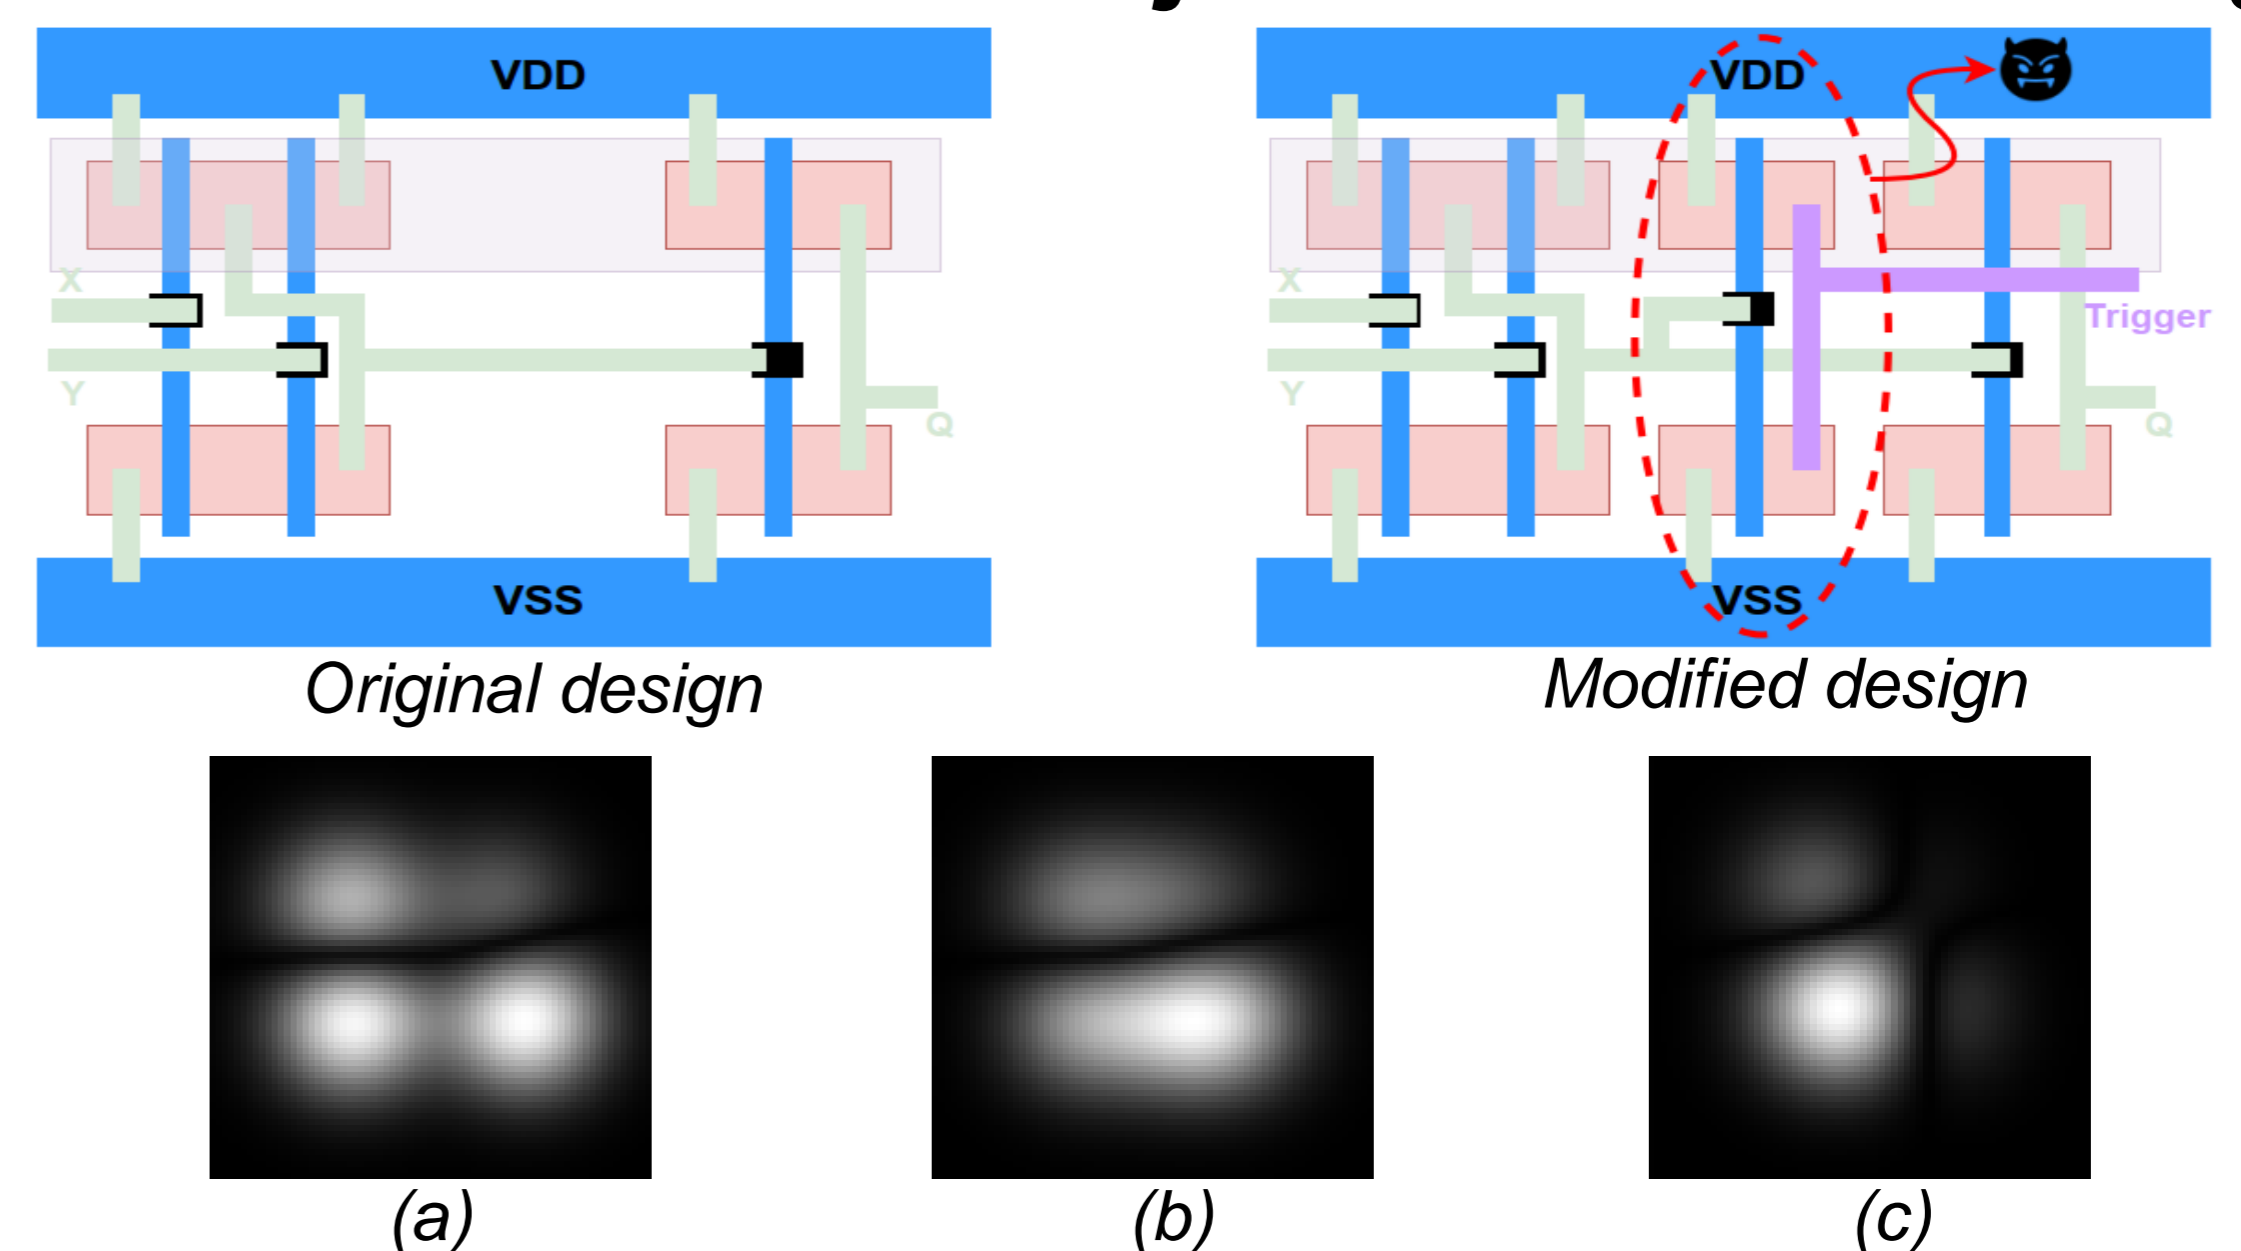 VDD
X
Y
Q
VSS
Original design
VDD
X
Trigger
Y
Q
VSS
Modified design
(a)
(b)
(c)